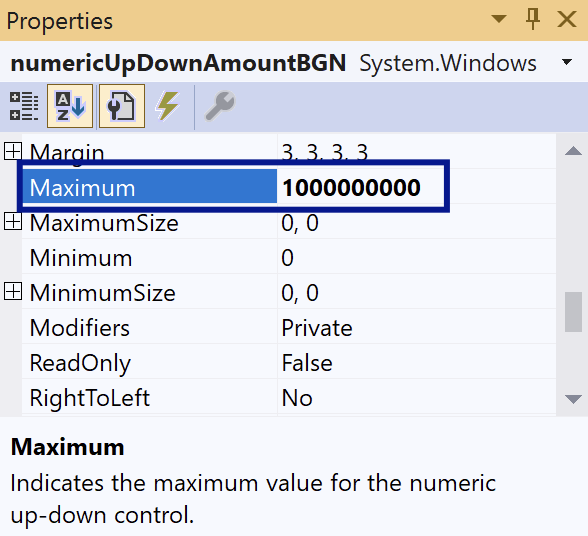 Properties
numericUpDownAmountBGN System.Windows
Margin 3, 3, 3, 3
Maximum 1000000000
MaximumSize 0, 0
Minimum 0
MinimumSize 0, 0
Modifiers Private
ReadOnly False
RightToLeft No
Maximum
Indicates the maximum value for the numeric
up-down control.